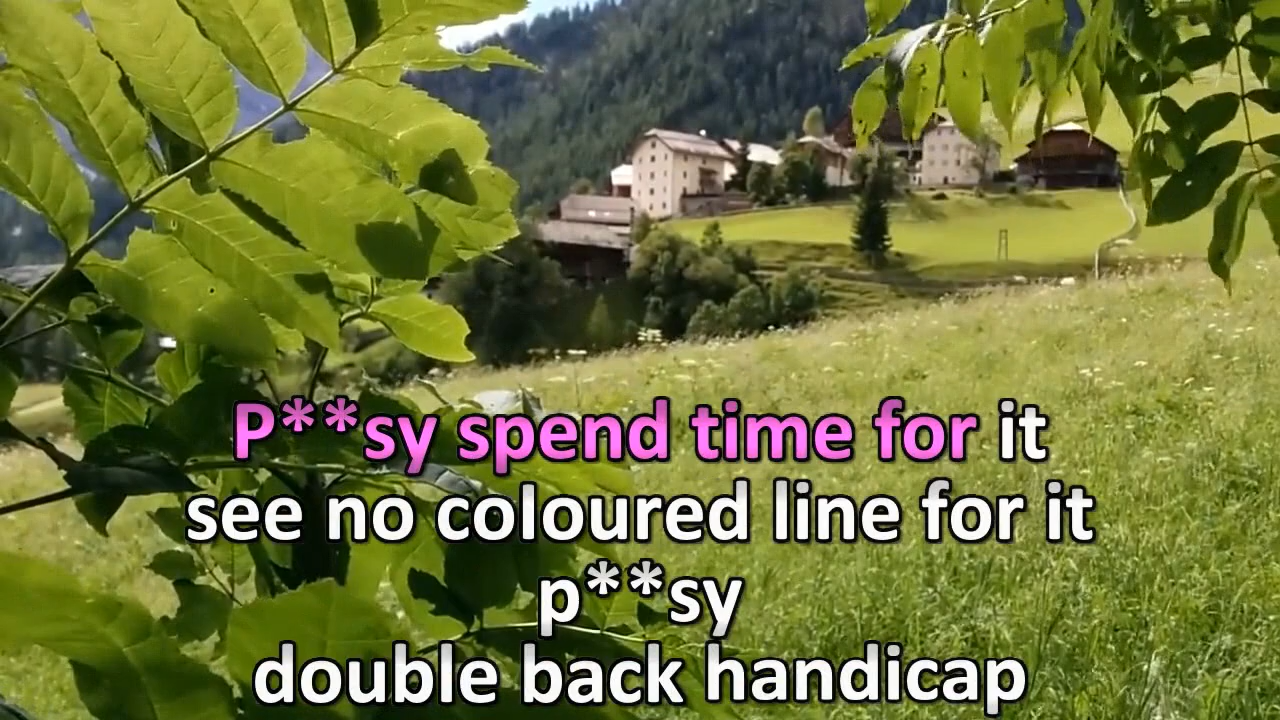 P**sy spend time for it
see no coloured line for it
p**sy
double back handicap